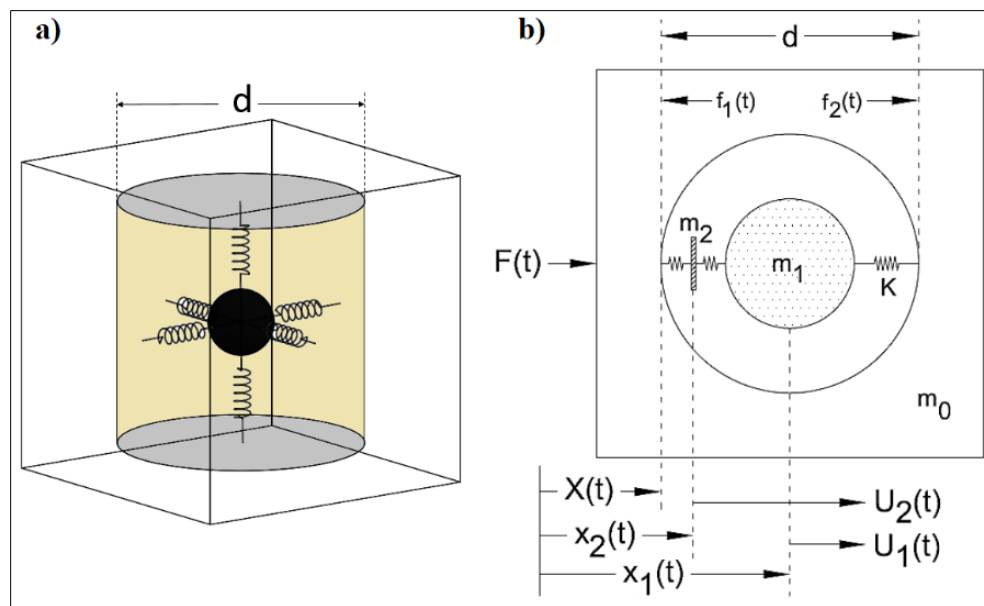 a)
d
b)
d
f₁(t)
f₂(t)
m₂
F(t)
m₁
K
m₀
X(t)
U₂(t)
x₂(t)
U₁(t)
x₁(t)